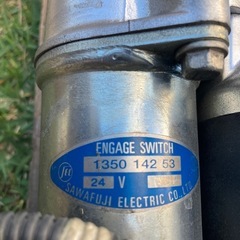 ENGAGE SWITCH
1350 142 53
24 V
SAWAFUJI ELECTRIC CO. LTD